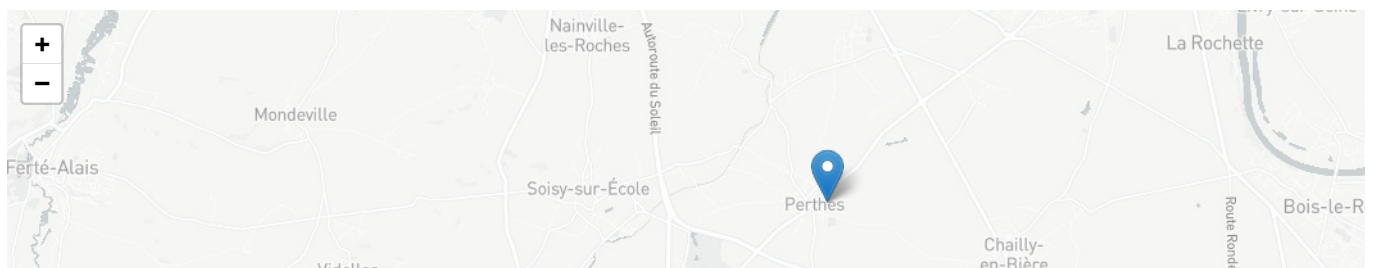 +
−
Nainville-
les-Roches
Autoroute du Soleil
La Rochette
Mondeville
Ferté-Alais
Soisy-sur-École
Perthes
Route Ronde
Bois-le-R
Chailly-
en-Bière